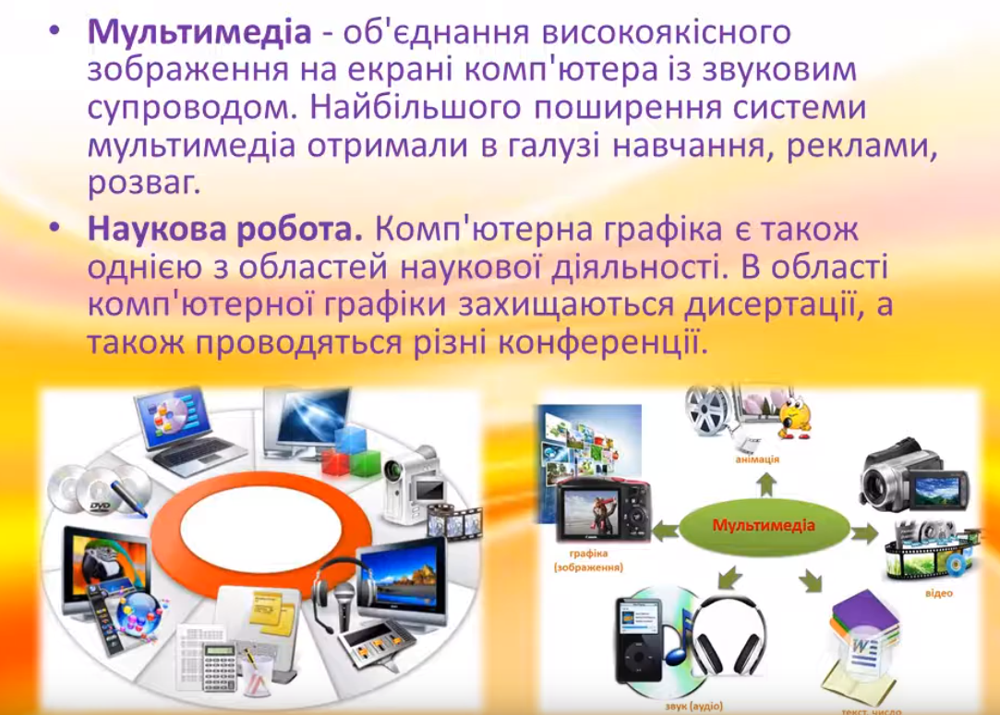 • Мультимедіа - об'єднання високоякісного
зображення на екрані комп'ютера із звуковим
супроводом. Найбільшого поширення системи
мультимедіа отримали в галузі навчання, реклами,
розваг.
• Наукова робота. Комп'ютерна графіка є також
однією з областей наукової діяльності. В області
комп'ютерної графіки захищаються дисертації, а
також проводяться різні конференції.
DVD
анімація
Мультимедіа
графіка
(зображення)
відео
W
звук (аудіо)
текст, число